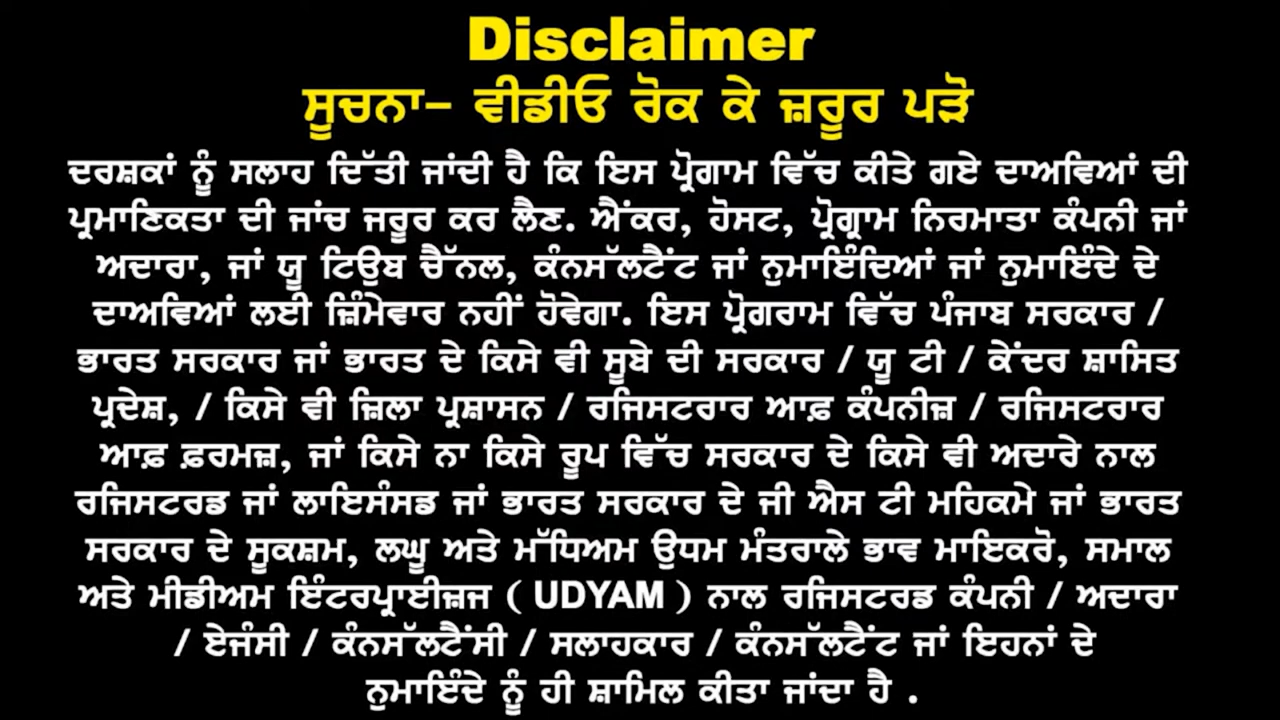 Disclaimer
ਸੂਚਨਾ- ਵੀਡੀਓ ਰੋਕ ਕੇ ਜ਼ਰੂਰ ਪੜੋ
ਦਰਸ਼ਕਾਂ ਨੂੰ ਸਲਾਹ ਦਿੱਤੀ ਜਾਂਦੀ ਹੈ ਕਿ ਇਸ ਪ੍ਰੋਗਾਮ ਵਿੱਚ ਕੀਤੇ ਗਏ ਦਾਅਵਿਆਂ ਦੀ
ਪ੍ਰਮਾਣਿਕਤਾ ਦੀ ਜਾਂਚ ਜਰੂਰ ਕਰ ਲੈਣ. ਐਂਕਰ, ਹੋਸਟ, ਪ੍ਰੋਗ੍ਰਾਮ ਨਿਰਮਾਤਾ ਕੰਪਨੀ ਜਾਂ
ਅਦਾਰਾ, ਜਾਂ ਯੂ ਟਿਉਬ ਚੈੱਨਲ, ਕੰਨਸੱਲਟੈਂਟ ਜਾਂ ਨੁਮਾਇੰਦਿਆਂ ਜਾਂ ਨੁਮਾਇੰਦੇ ਦੇ
ਦਾਅਵਿਆਂ ਲਈ ਜ਼ਿੰਮੇਵਾਰ ਨਹੀਂ ਹੋਵੇਗਾ. ਇਸ ਪ੍ਰੋਗਰਾਮ ਵਿੱਚ ਪੰਜਾਬ ਸਰਕਾਰ /
ਭਾਰਤ ਸਰਕਾਰ ਜਾਂ ਭਾਰਤ ਦੇ ਕਿਸੇ ਵੀ ਸੂਬੇ ਦੀ ਸਰਕਾਰ / ਯੂ ਟੀ / ਕੇਂਦਰ ਸ਼ਾਸਿਤ
ਪ੍ਰਦੇਸ਼, / ਕਿਸੇ ਵੀ ਜ਼ਿਲਾ ਪ੍ਰਸ਼ਾਸਨ / ਰਜਿਸਟਰਾਰ ਆਫ਼ ਕੰਪਨੀਜ਼ / ਰਜਿਸਟਰਾਰ
ਆਫ਼ ਫ਼ਰਮਜ਼, ਜਾਂ ਕਿਸੇ ਨਾ ਕਿਸੇ ਰੂਪ ਵਿੱਚ ਸਰਕਾਰ ਦੇ ਕਿਸੇ ਵੀ ਅਦਾਰੇ ਨਾਲ
ਰਜਿਸਟਰਡ ਜਾਂ ਲਾਇਸੰਸਡ ਜਾਂ ਭਾਰਤ ਸਰਕਾਰ ਦੇ ਜੀ ਐਸ ਟੀ ਮਹਿਕਮੇ ਜਾਂ ਭਾਰਤ
ਸਰਕਾਰ ਦੇ ਸੂਕਸ਼ਮ, ਲਘੂ ਅਤੇ ਮੱਧਿਅਮ ਉਧਮ ਮੰਤਰਾਲੇ ਭਾਵ ਮਾਇਕਰੋ, ਸਮਾਲ
ਅਤੇ ਮੀਡੀਅਮ ਇੰਟਰਪ੍ਰਾਈਜ਼ਜ ( UDYAM ) ਨਾਲ ਰਜਿਸਟਰਡ ਕੰਪਨੀ / ਅਦਾਰਾ
/ ਏਜੰਸੀ / ਕੰਨਸੱਲਟੈਂਸੀ / ਸਲਾਹਕਾਰ / ਕੰਨਸੱਲਟੈਂਟ ਜਾਂ ਇਹਨਾਂ ਦੇ
ਨੁਮਾਇੰਦੇ ਨੂੰ ਹੀ ਸ਼ਾਮਿਲ ਕੀਤਾ ਜਾਂਦਾ ਹੈ .